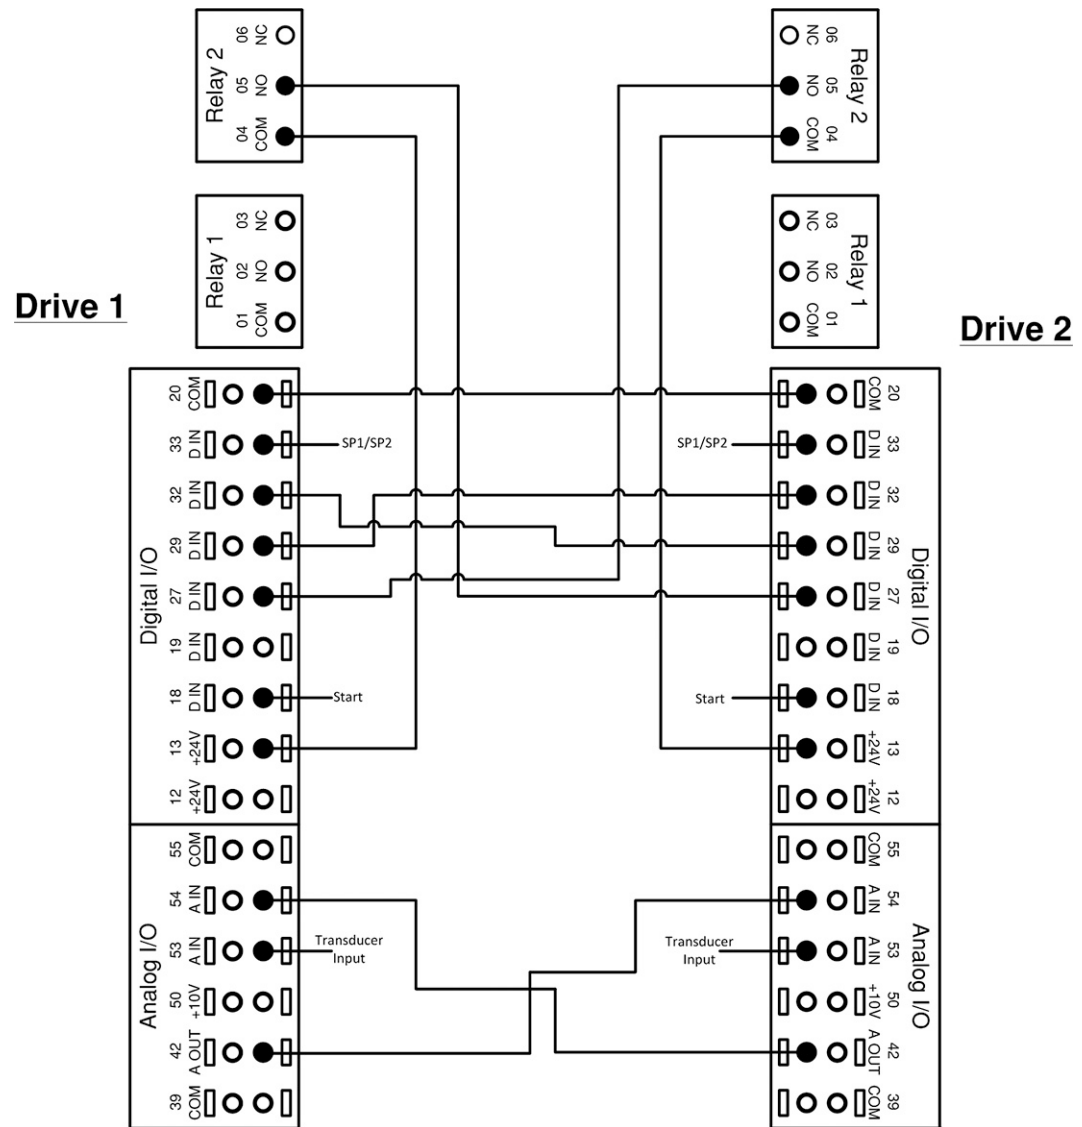 Drive 1
Relay 2
06 NC
05 NO
04 COM
Relay 1
03 NC
02 NO
01 COM
Digital I/O
20 COM
33 D IN
SP1/SP2
32 D IN
29 D IN
27 D IN
19 D IN
18 D IN
Start
13 +24V
12 +24V
Analog I/O
55 COM
54 A IN
53 A IN
Transducer
Input
50 +10V
42 A OUT
39 COM
Drive 2
Relay 2
06
NC
05
NO
04
COM
Relay 1
03
NC
02
NO
01
COM
Digital I/O
20
COM
33
D IN
SP1/SP2
32
D IN
29
D IN
27
D IN
19
D IN
18
D IN
Start
13
+24V
12
+24V
Analog I/O
55
COM
54
A IN
53
A IN
Transducer
Input
50
+10V
42
A OUT
39
COM